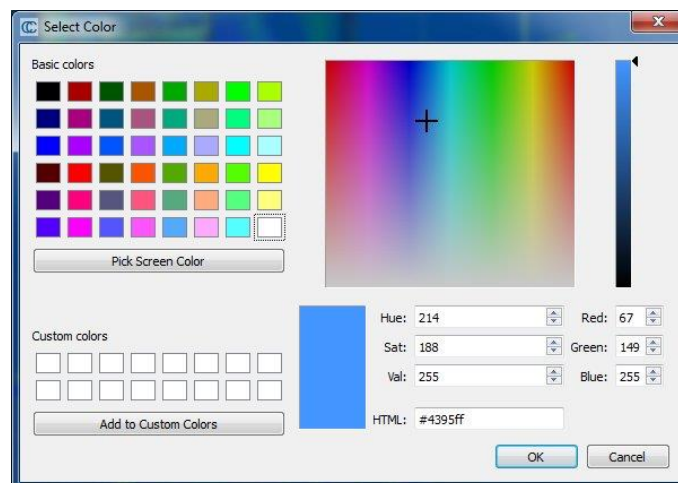 Select Color
Basic colors
Pick Screen Color
Custom colors
Add to Custom Colors
Hue: 214
Red: 67
Sat: 188
Green: 149
Val: 255
Blue: 255
HTML: #4395ff
OK
Cancel